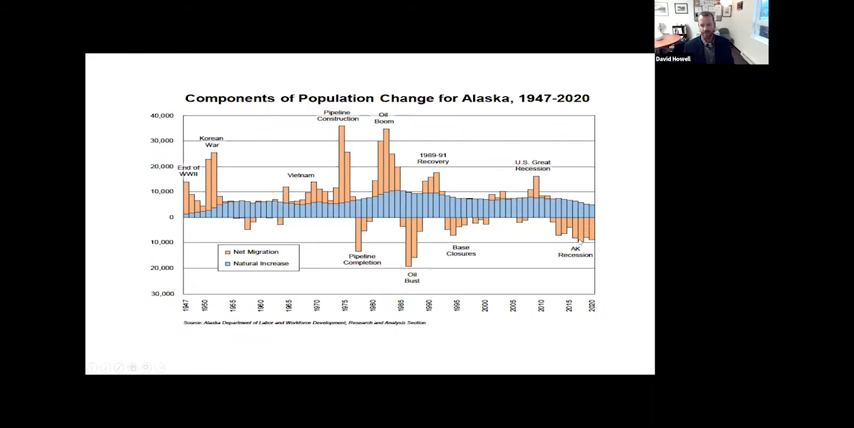 David Howell
Components of Population Change for Alaska, 1947-2020
40,000
30,000
20,000
10,000
0
10,000
20,000
30,000
End of
WWII
Korean
War
Vietnam
Pipeline
Construction
Oil
Boom
1989-91
Recovery
U.S. Great
Recession
Pipeline
Completion
Oil
Bust
Base
Closures
AK
Recession
Net Migration
Natural Increase
1947
1950
1955
1960
1965
1970
1975
1980
1985
1990
1995
2000
2005
2010
2015
2020
Source: Alaska Department of Labor and Workforce Development, Research and Analysis Section